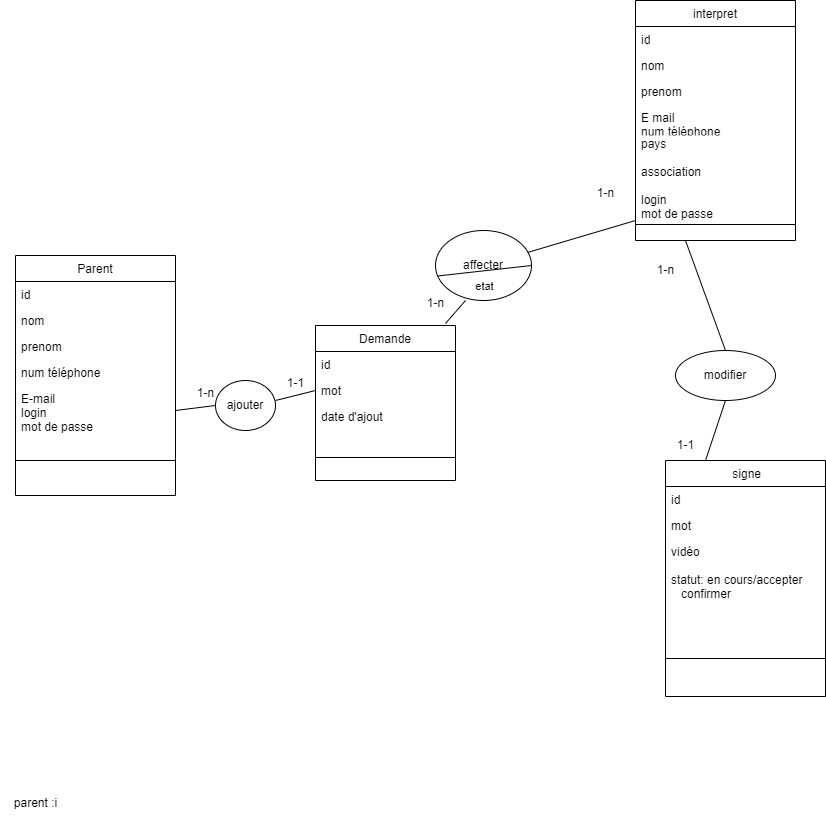 interpret
id
nom
prenom
E mail
num téléphone
pays
association
login
mot de passe
1-n
affecter
etat
1-n
1-n
Parent
id
nom
prenom
num téléphone
E-mail
login
mot de passe
1-n
ajouter
1-1
Demande
id
mot
date d'ajout
modifier
1-1
signe
id
mot
vidéo
statut: en cours/accepter
confirmer
parent :i